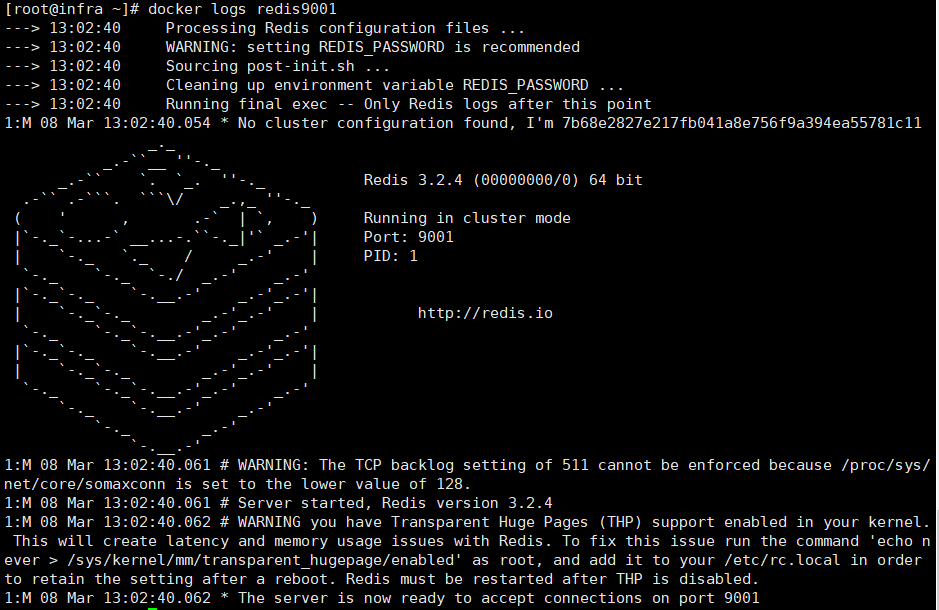 [root@infra ~]# docker logs redis9001
---> 13:02:40     Processing Redis configuration files ...
---> 13:02:40     WARNING: setting REDIS_PASSWORD is recommended
---> 13:02:40     Sourcing post-init.sh ...
---> 13:02:40     Cleaning up environment variable REDIS_PASSWORD ...
---> 13:02:40     Running final exec -- Only Redis logs after this point
1:M 08 Mar 13:02:40.054 * No cluster configuration found, I'm 7b68e2827e217fb041a8e756f9a394ea55781c11
Redis 3.2.4 (00000000/0) 64 bit
Running in cluster mode
Port: 9001
PID: 1
http://redis.io
1:M 08 Mar 13:02:40.061 # WARNING: The TCP backlog setting of 511 cannot be enforced because /proc/sys/
net/core/somaxconn is set to the lower value of 128.
1:M 08 Mar 13:02:40.061 # Server started, Redis version 3.2.4
1:M 08 Mar 13:02:40.062 # WARNING you have Transparent Huge Pages (THP) support enabled in your kernel.
 This will create latency and memory usage issues with Redis. To fix this issue run the command 'echo n
ever > /sys/kernel/mm/transparent_hugepage/enabled' as root, and add it to your /etc/rc.local in order
to retain the setting after a reboot. Redis must be restarted after THP is disabled.
1:M 08 Mar 13:02:40.062 * The server is now ready to accept connections on port 9001